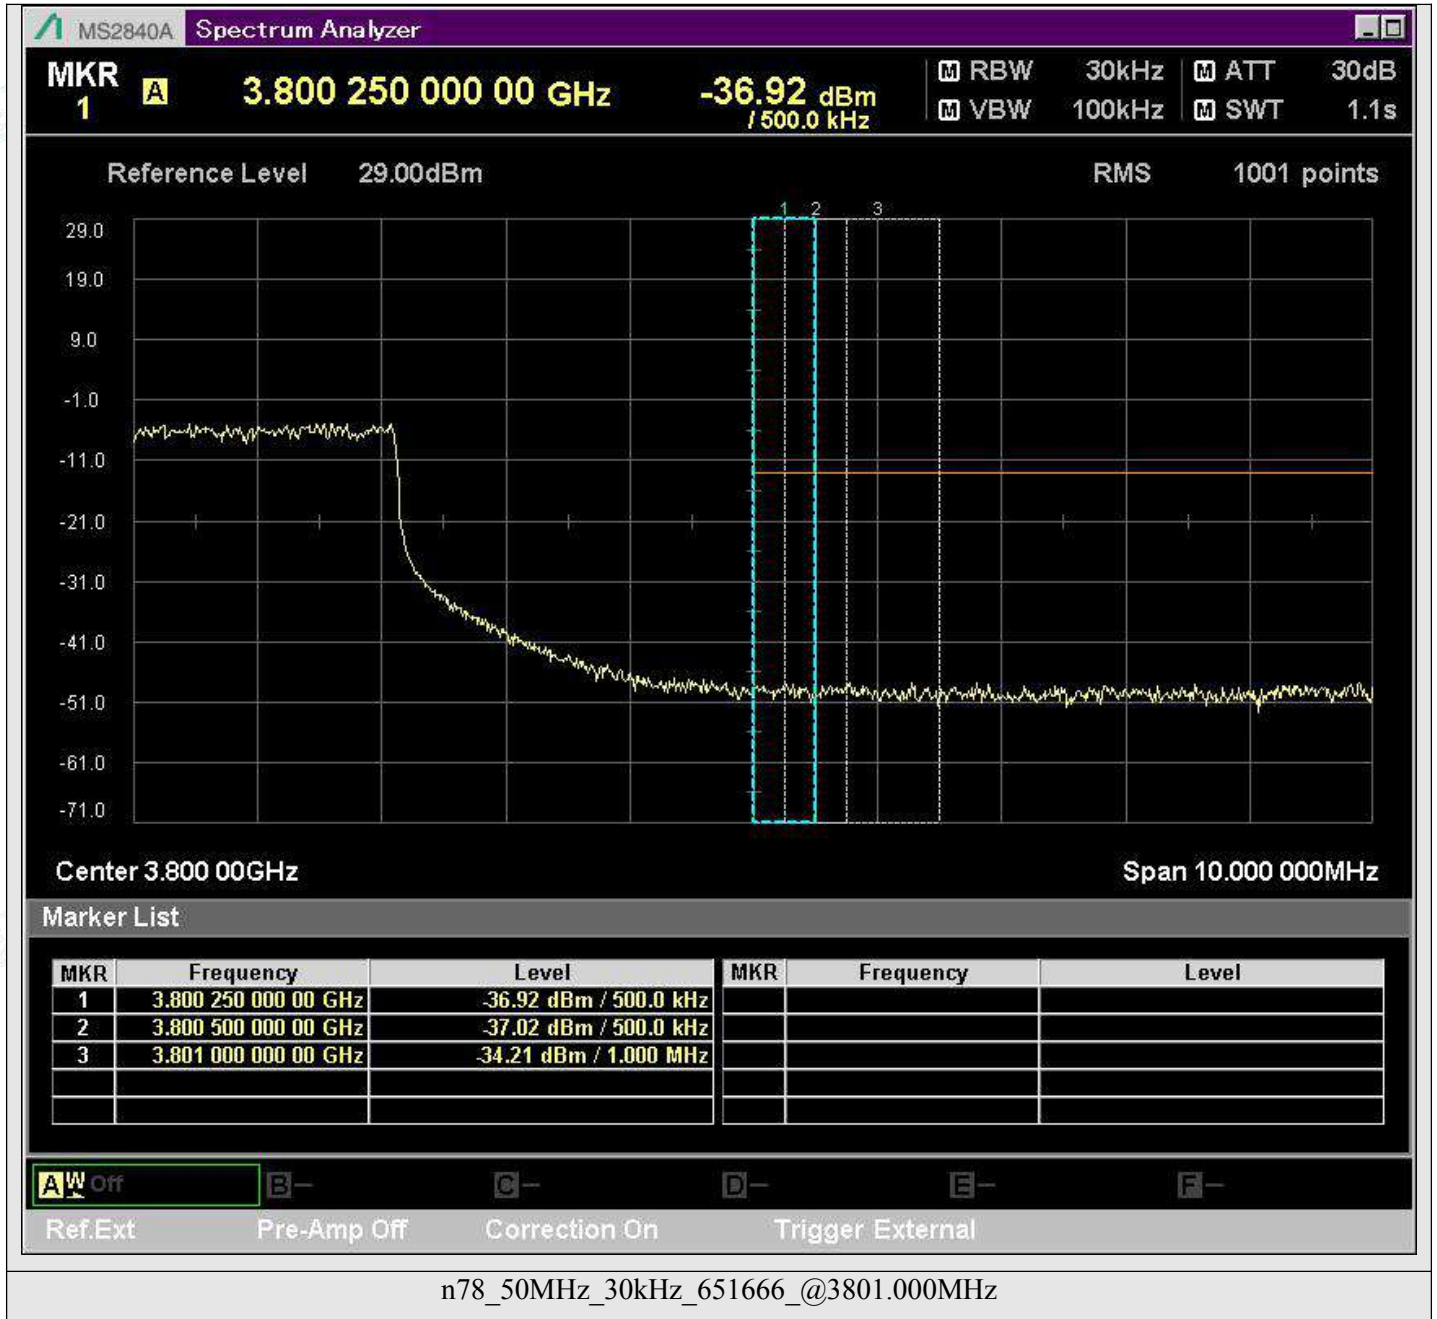 MS2840A Spectrum Analyzer
MKR 1 A 3.800 250 000 00 GHz -36.92 dBm / 500.0 kHz
M RBW 30kHz M ATT 30dB
M VBW 100kHz M SWT 1.1s
Reference Level 29.00dBm RMS 1001 points
1 2 3
29.0
19.0
9.0
-1.0
-11.0
-21.0
-31.0
-41.0
-51.0
-61.0
-71.0
Center 3.800 00GHz Span 10.000 000MHz
Marker List
MKR Frequency Level MKR Frequency Level
1 3.800 250 000 00 GHz -36.92 dBm / 500.0 kHz
2 3.800 500 000 00 GHz -37.02 dBm / 500.0 kHz
3 3.801 000 000 00 GHz -34.21 dBm / 1.000 MHz
A W Off B - C - D - E - F -
Ref.Ext Pre-Amp Off Correction On Trigger External
n78_50MHz_30kHz_651666_@3801.000MHz